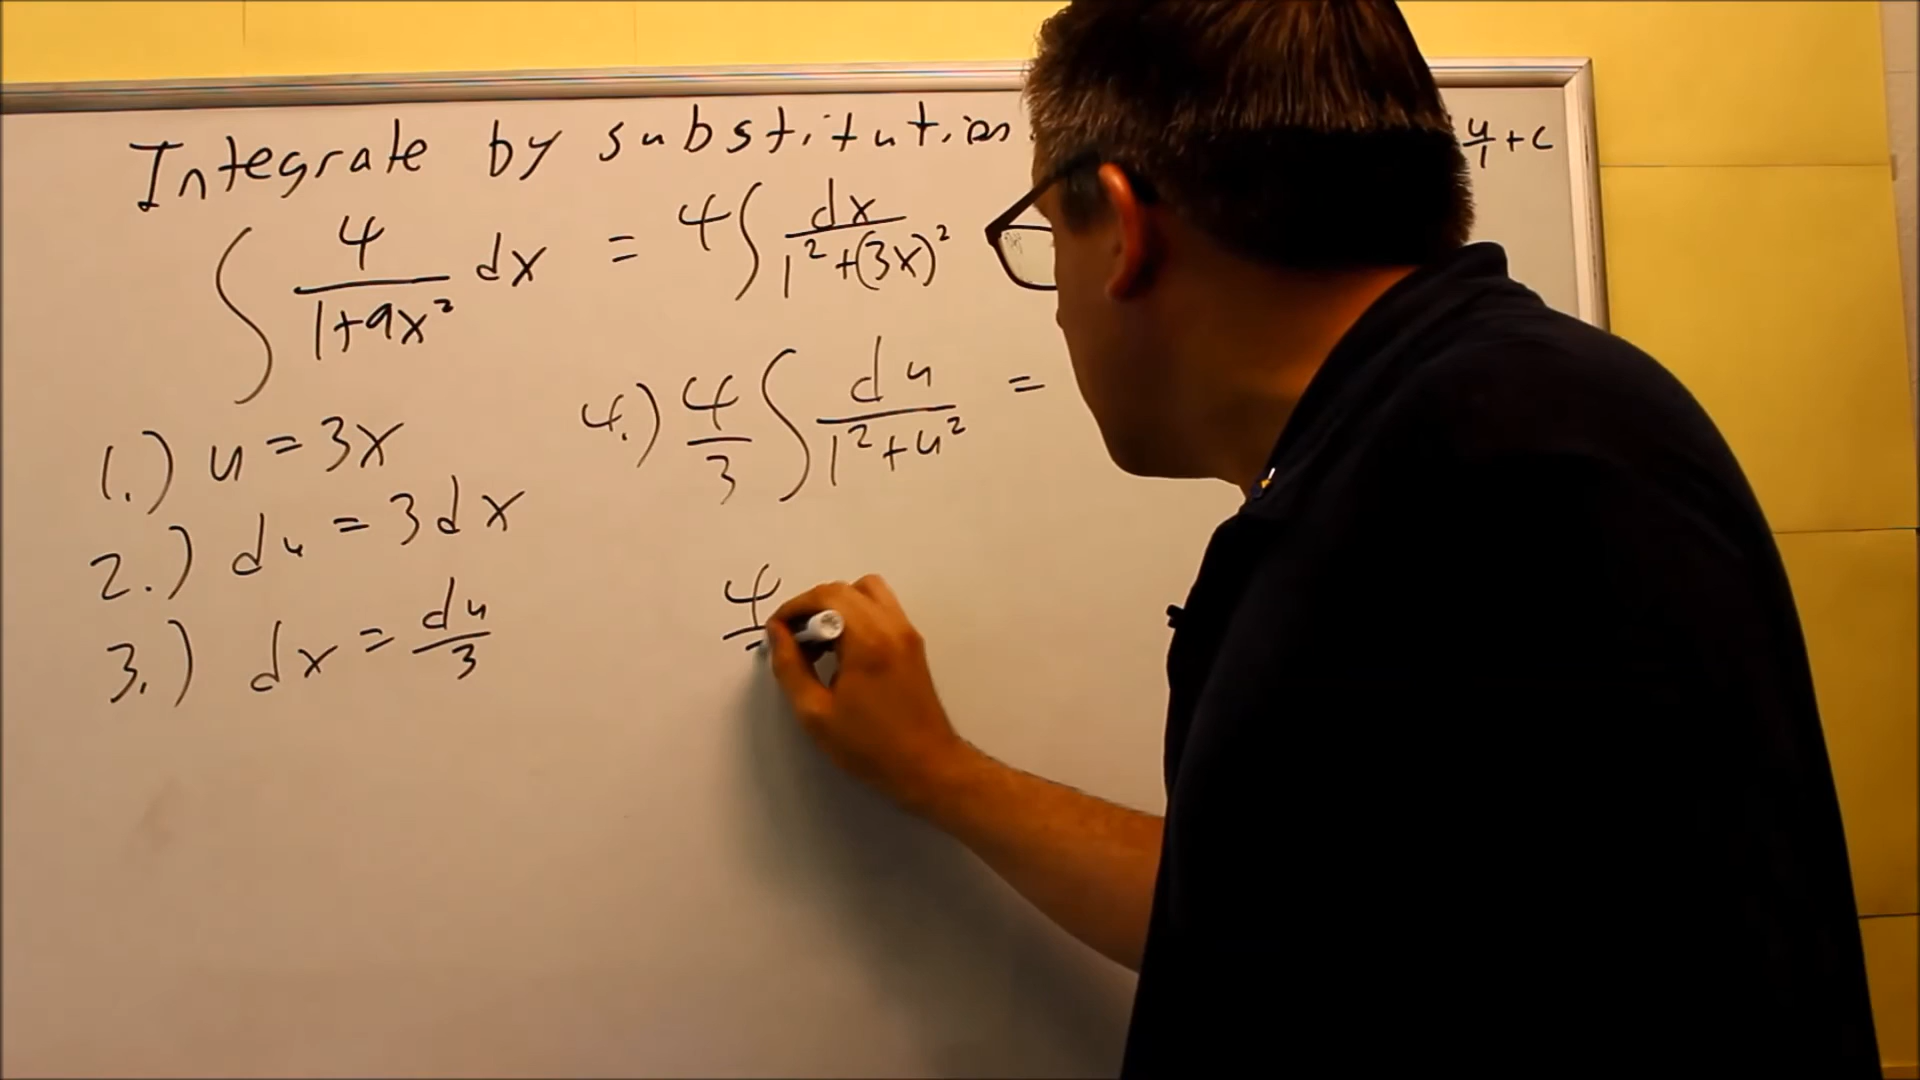 Integrate by substitution
u/1 + c
∫ 4/(1+9x²) dx = 4∫ dx/(1²+(3x)²)
1.) u = 3x
2.) du = 3dx
3.) dx = du/3
4.) 4/3 ∫ du/(1²+u²) =
4